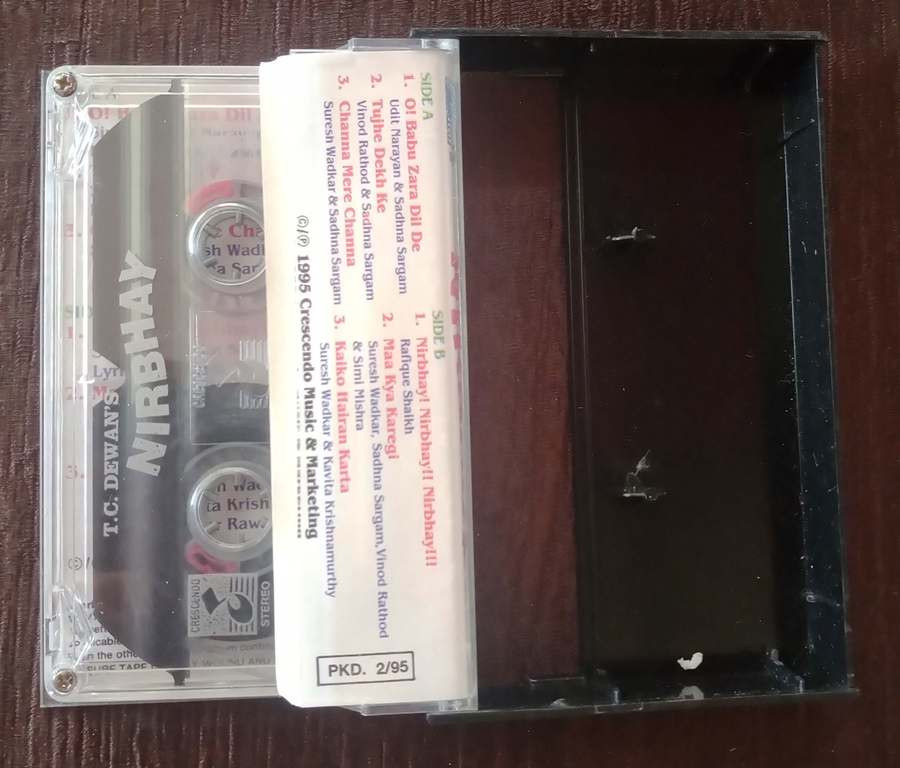 SIDE A
1. O! Babu Zara Dil De
Udit Narayan & Sadhna Sargam
2. Tujhe Dekh Ke
Vinod Rathod & Sadhna Sargam
3. Channa Mere Channa
Suresh Wadkar & Sadhna Sargam
SIDE B
1. Nirbhay! Nirbhay!! Nirbhay!!!
Rafique Shaikh
2. Maa Kya Karegi
Suresh Wadkar, Sadhna Sargam, Vinod Rathod
& Simi Mishra
3. Kaiko Hairan Karta
Suresh Wadkar & Kavita Krishnamurthy
©/℗ 1995 Crescendo Music & Marketing
PKD. 2/95
T.C. DEWAN'S
NIRBHAY
CRESCENDO
STEREO